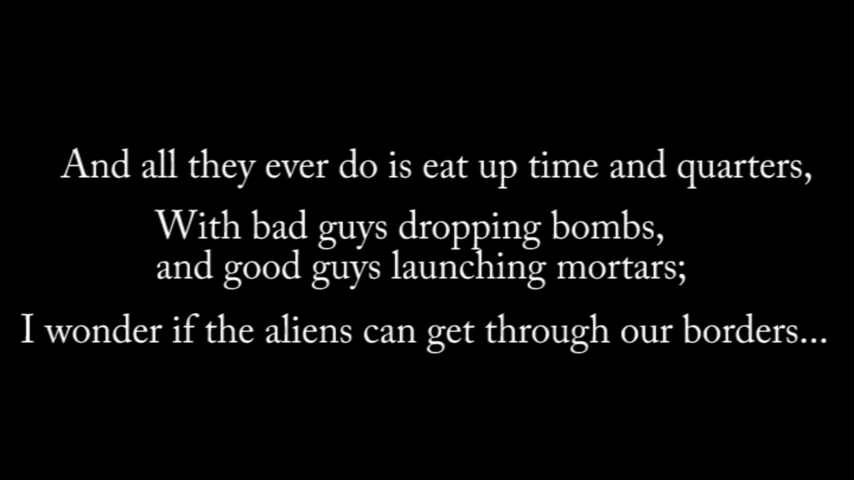 And all they ever do is eat up time and quarters,
With bad guys dropping bombs,
and good guys launching mortars;
I wonder if the aliens can get through our borders...